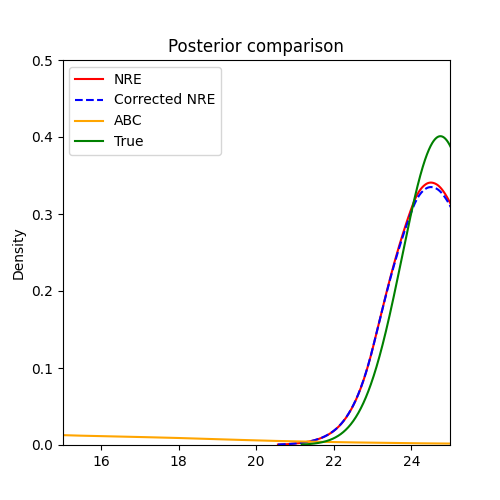 Posterior comparison
0.5
NRE
Corrected NRE
ABC
True
0.4
0.3
Density
0.2
0.1
0.0
16 18 20 22 24